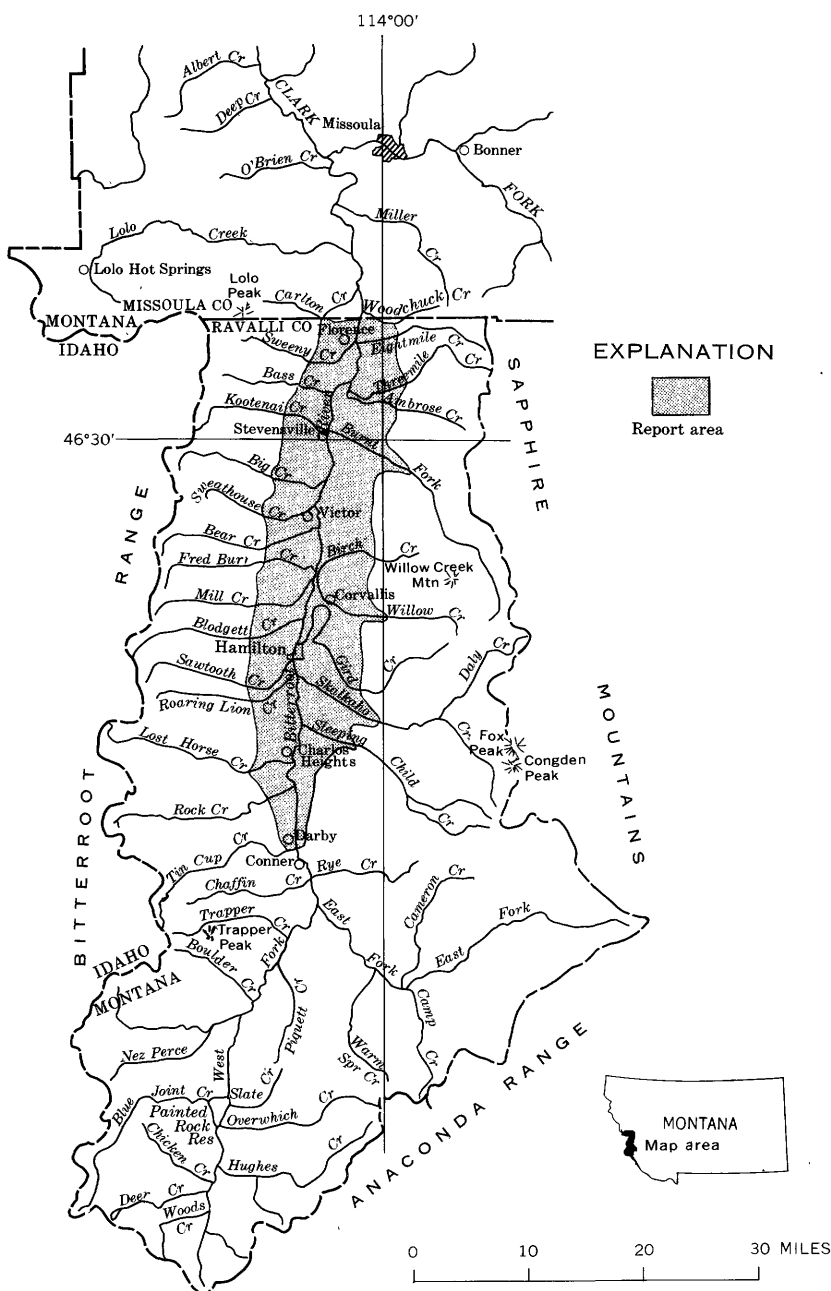 114°00'
Albert Cr
Deep Cr
CLARK
Missoula
Bonner
O'Brien Cr
FORK
Miller
Cr
Lolo
Creek
Lolo Hot Springs
Lolo
Peak
Carlton Cr
Woodchuck Cr
MISSOULA CO
MONTANA
RAVALLI CO
IDAHO
Florence
Sweeny Cr
Eightmile
Cr
EXPLANATION
Report area
Bass Cr
Threemile
Cr
SAPPHIRE
Kootenai Cr
Ambrose Cr
River
Stevensville
46°30'
Burnt
Fork
Big Cr
RANGE
Sweathouse Cr
Victor
Bear Cr
Birch Cr
Fred Burr Cr
Willow Creek
Mtn
Mill Cr
Corvallis
Willow Cr
Blodgett Cr
Hamilton
Gird Cr
Daly Cr
Sawtooth Cr
Skalkaho
Cr
Roaring Lion Cr
Bitterroot
MOUNTAINS
Lost Horse Cr
Sleeping
Child
Cr
Fox
Peak
Congden
Peak
Charlos
Heights
BITTERROOT
Rock Cr
Darby
Tin Cup Cr
Conner
Rye Cr
Chaffin Cr
Cameron Cr
Trapper Cr
East
Fork
East
Fork
Trapper
Peak
Fork
IDAHO
Boulder Cr
MONTANA
Piquett Cr
Camp
Cr
Nez Perce
West
Warm
Spr Cr
ANACONDA RANGE
Blue
Joint Cr
Slate Cr
Painted
Rock
Res
Overwhich Cr
Chicken
Cr
Hughes
Cr
Deer Cr
Woods
Cr
MONTANA
Map area
0 10 20 30 MILES